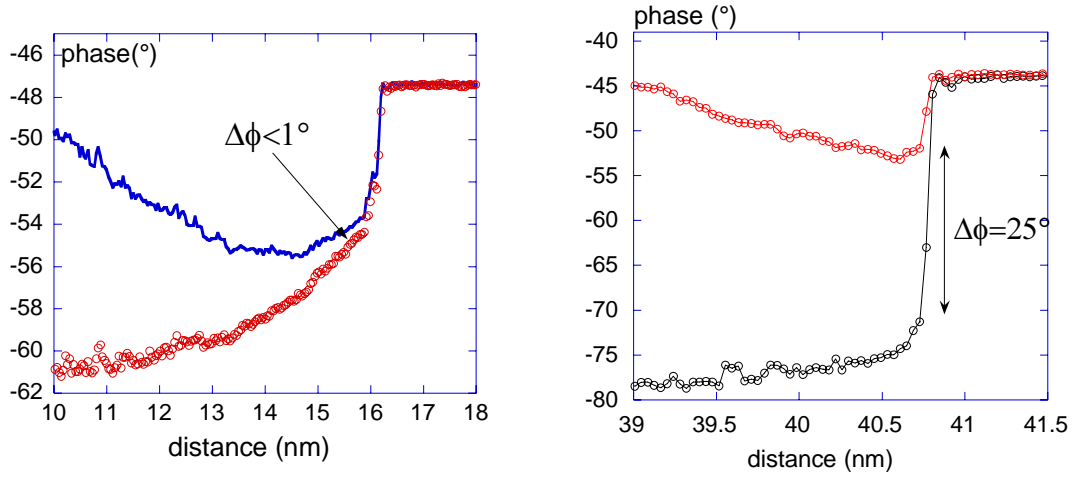 phase(°)
-46
-48
-50
-52
-54
-56
-58
-60
-62
Δϕ<1°
10 11 12 13 14 15 16 17 18
distance (nm)
phase (°)
-40
-45
-50
-55
-60
-65
-70
-75
-80
Δϕ=25°
39 39.5 40 40.5 41 41.5
distance (nm)